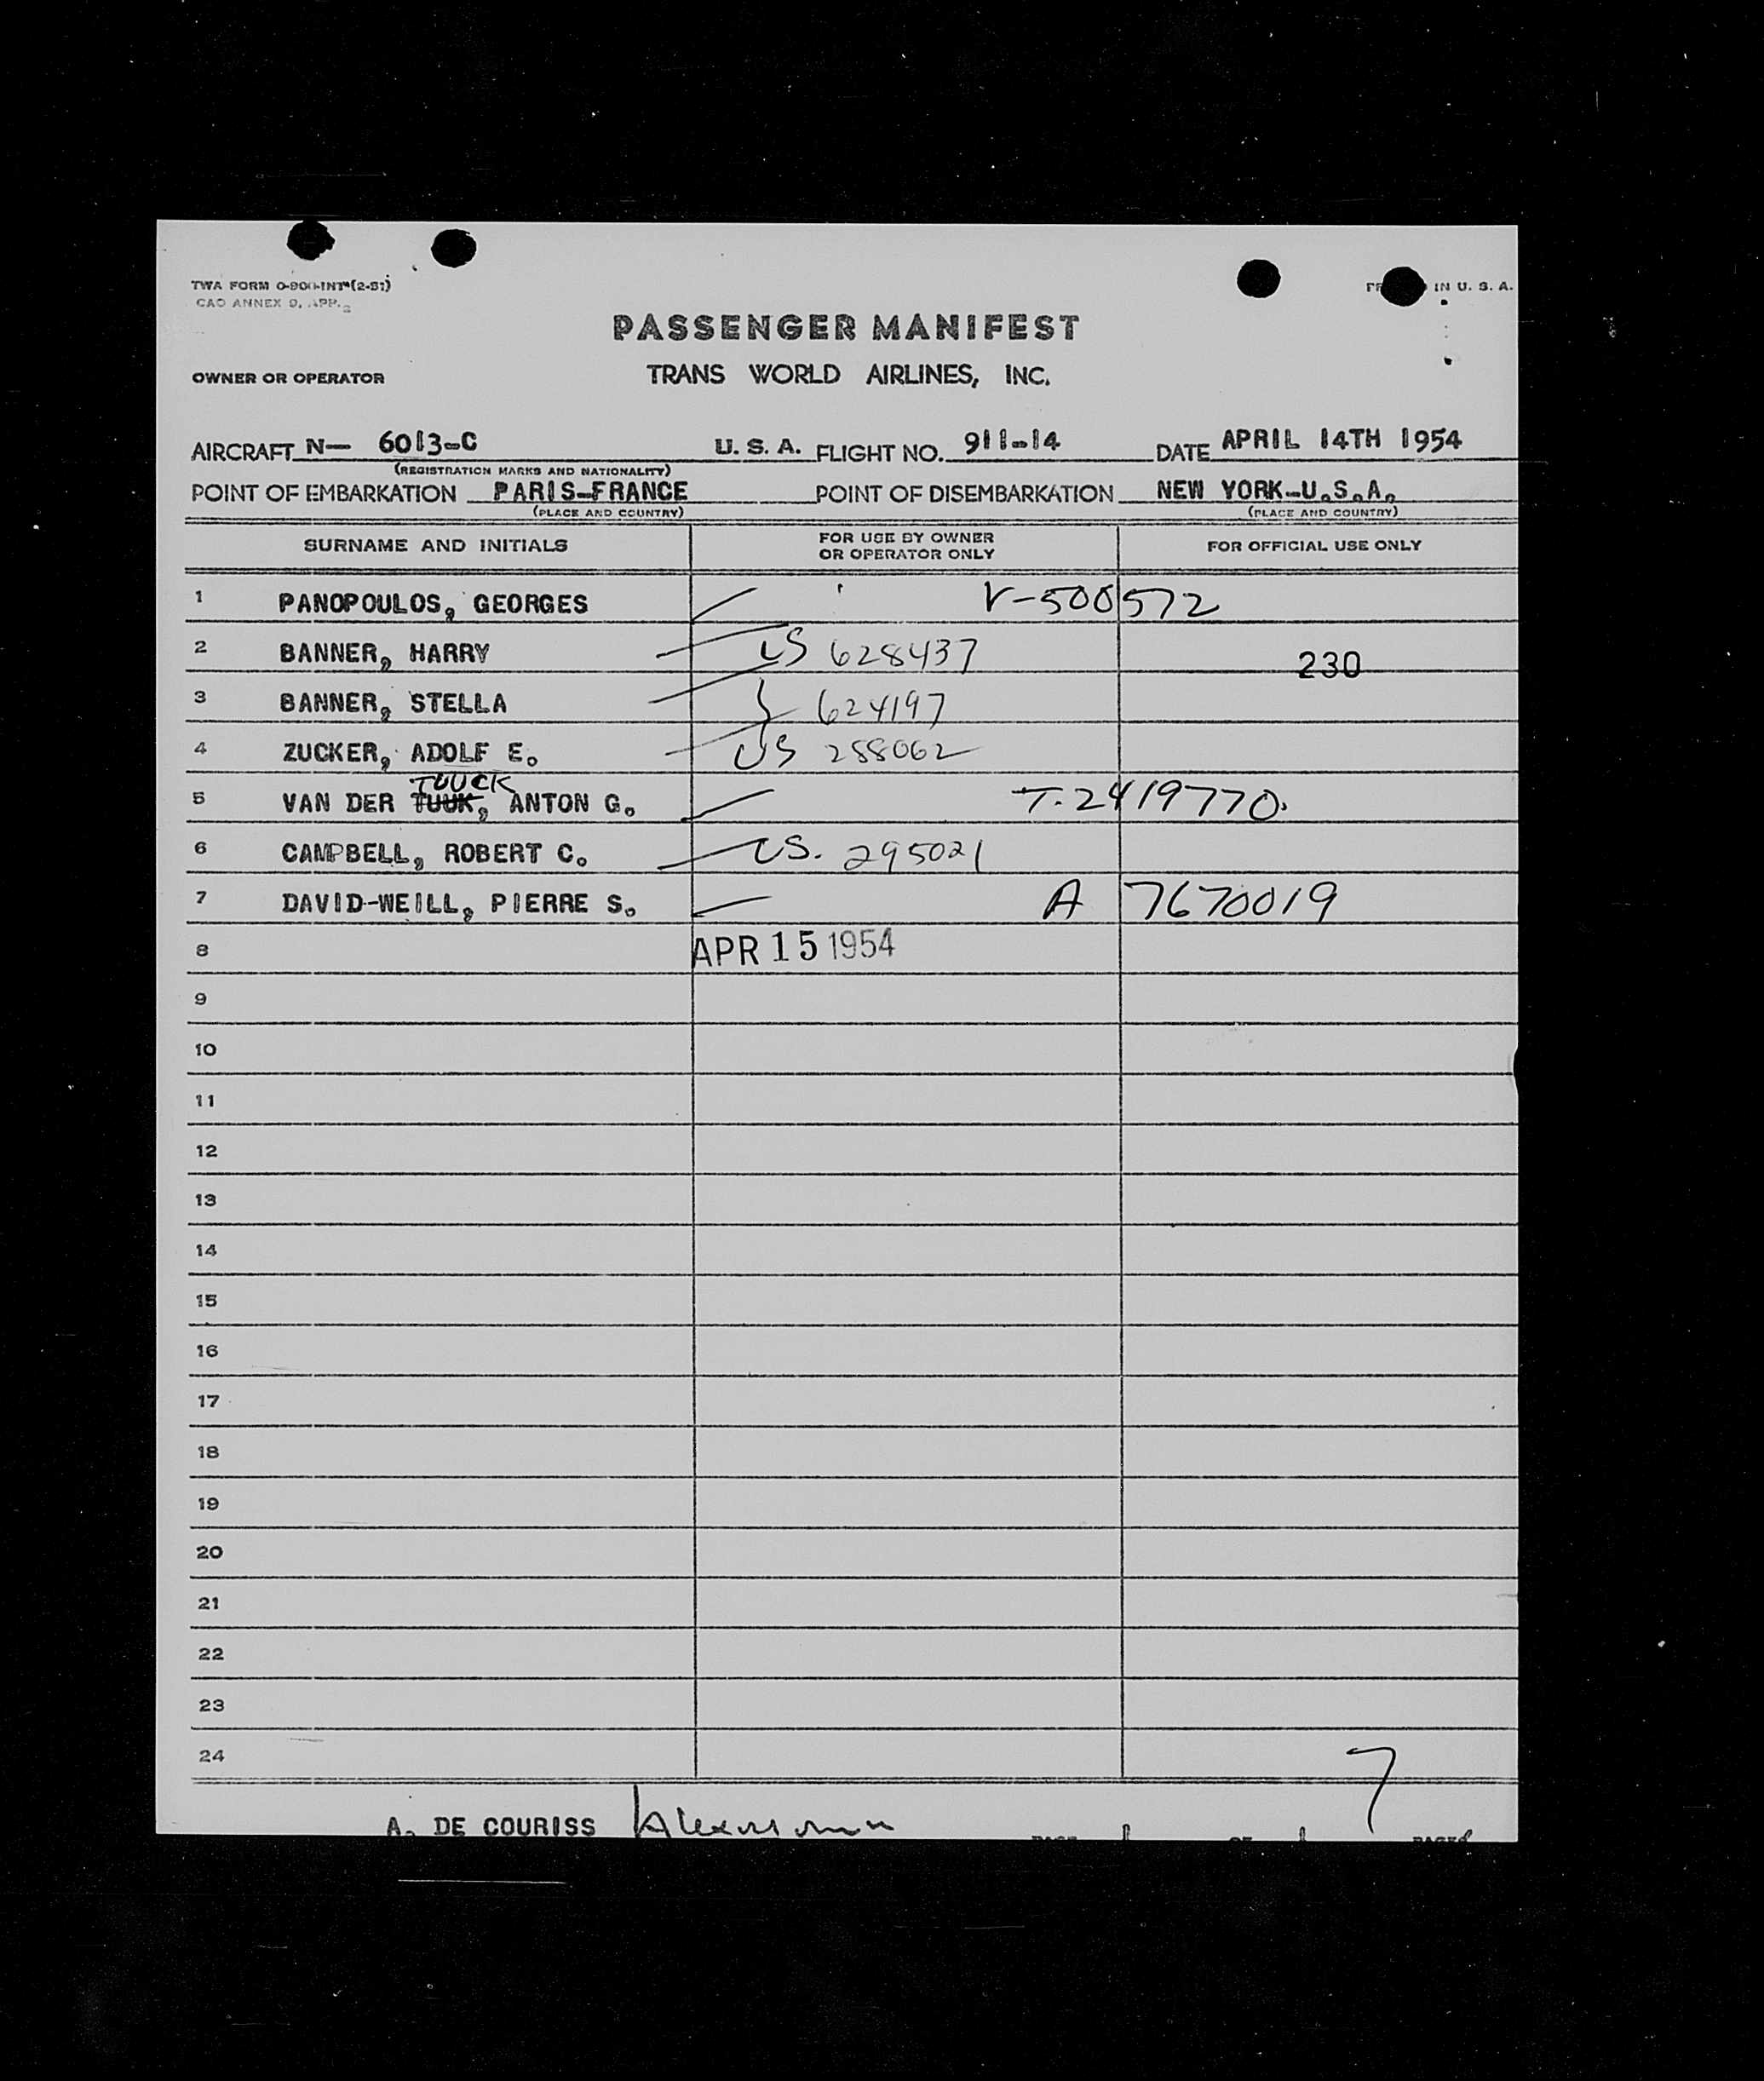 TWA FORM O-900-INT'(2-51)
CAO ANNEX 9, APP. 2
IN U. S. A.
PASSENGER MANIFEST
OWNER OR OPERATOR TRANS WORLD AIRLINES, INC.
AIRCRAFT N— 6013-C U. S. A. FLIGHT NO. 911-14 DATE APRIL 14TH 1954
(REGISTRATION MARKS AND NATIONALITY)
POINT OF EMBARKATION PARIS-FRANCE POINT OF DISEMBARKATION NEW YORK-U.S.A.
(PLACE AND COUNTRY) (PLACE AND COUNTRY)
SURNAME AND INITIALS FOR USE BY OWNER OR OPERATOR ONLY FOR OFFICIAL USE ONLY
1 PANOPOULOS, GEORGES V-500572
2 BANNER, HARRY US 628437 230
3 BANNER, STELLA 624197
4 ZUCKER, ADOLF E. US 288062
TUUCK
5 VAN DER TUUK, ANTON G. T-2419770.
6 CAMPBELL, ROBERT C. US. 295021
7 DAVID-WEILL, PIERRE S. A 7670019
8 APR 15 1954
9
10
11
12
13
14
15
16
17
18
19
20
21
22
23
24
7
A. DE COURISS